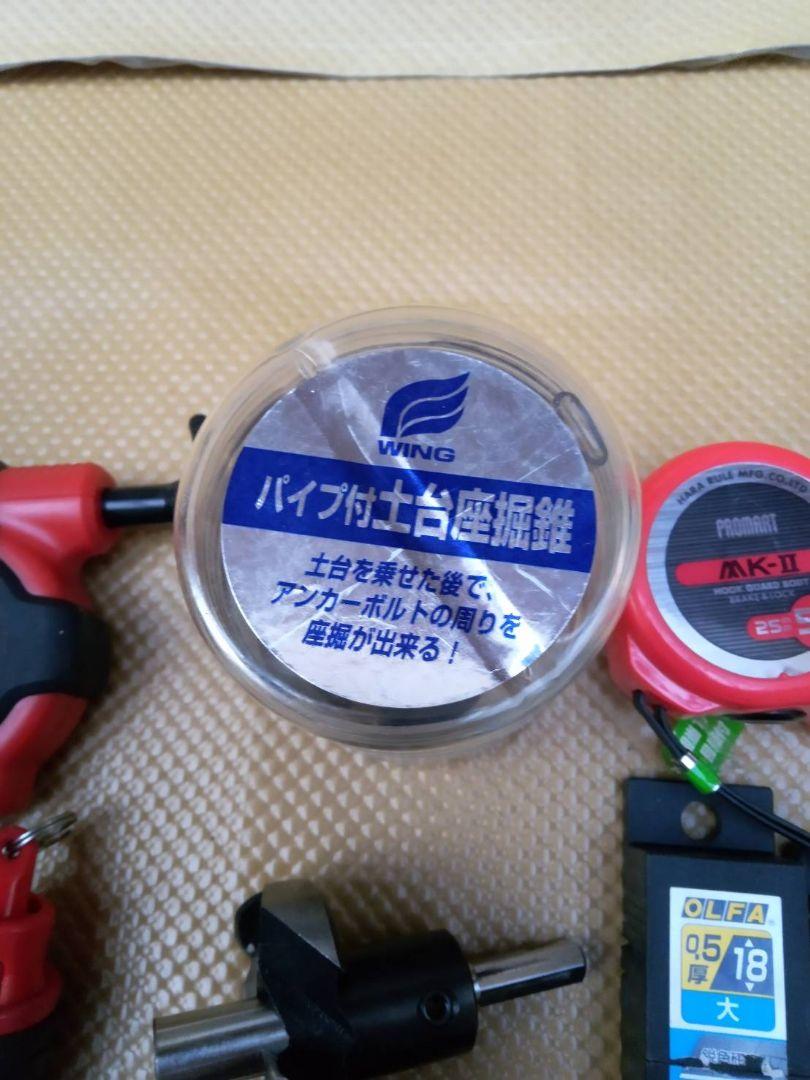 WING
パイプ付土台座掘錐
土台を乗せた後で、
アンカーボルトの周りを
座掘が出来る!
HARA RULE MFG.CO.LTD
PROMART
MK-II
HOOK GUARD
BRAKE & LOCK
25
OLFA
0.5
厚
18
大